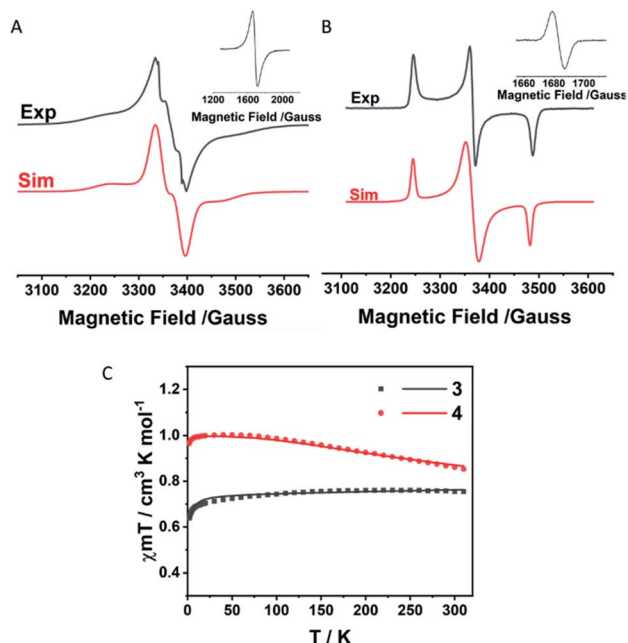 A
B
1200 1600 2000
Magnetic Field /Gauss
1660 1680 1700
Magnetic Field /Gauss
Exp
Exp
Sim
Sim
3100 3200 3300 3400 3500 3600
Magnetic Field /Gauss
3100 3200 3300 3400 3500 3600
Magnetic Field /Gauss
C
χmT / cm³ K mol⁻¹
1.2
1.0
0.8
0.6
0.4
3
4
0 50 100 150 200 250 300
T / K